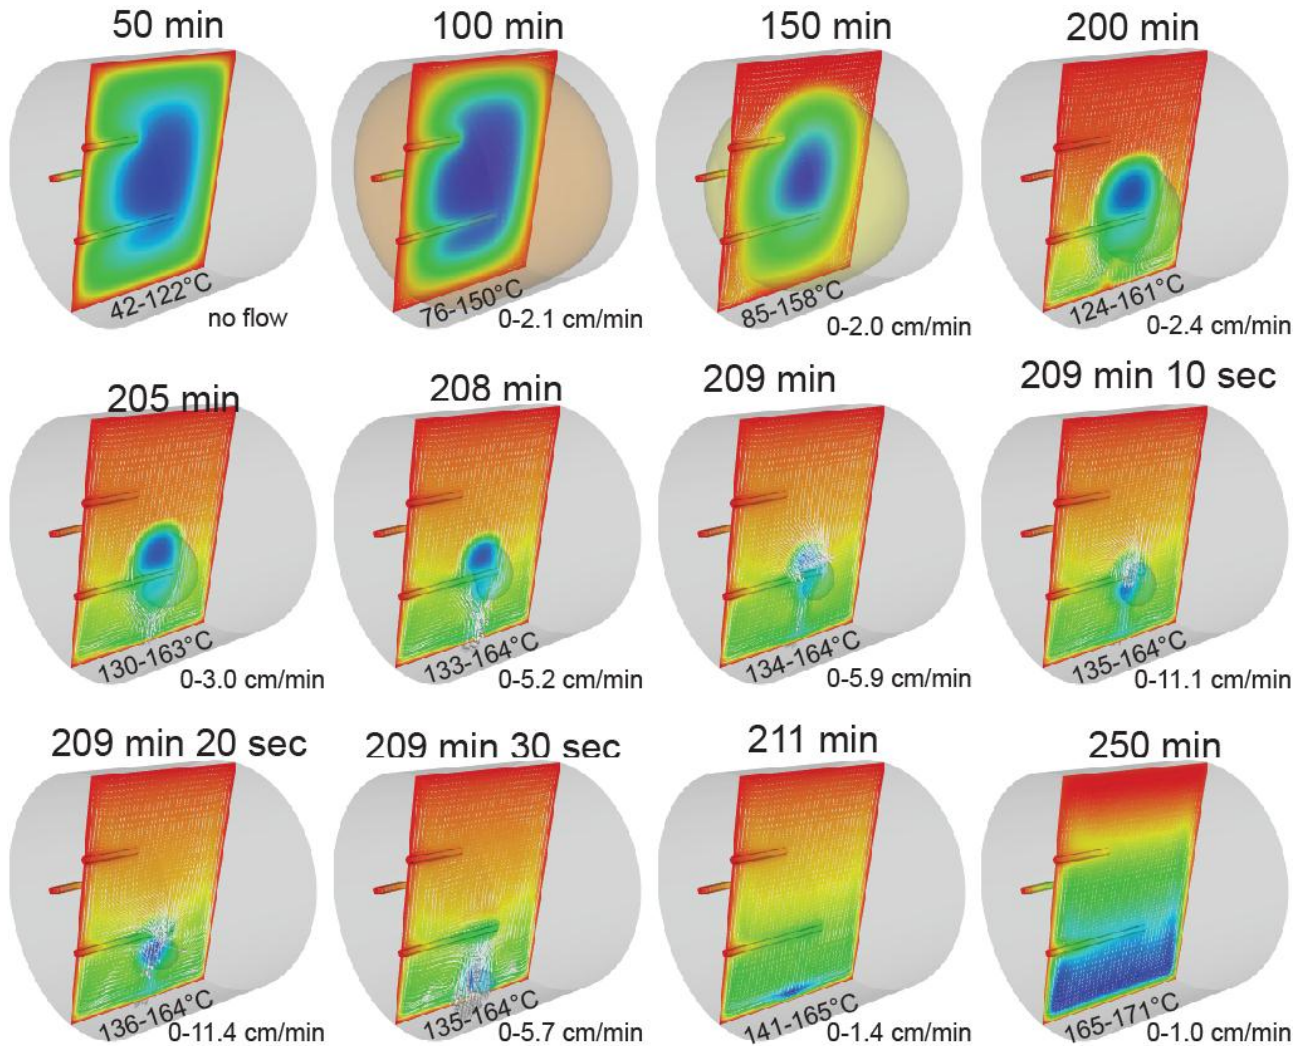 50 min
100 min
150 min
200 min
42-122°C
no flow
76-150°C
0-2.1 cm/min
85-158°C
0-2.0 cm/min
124-161°C
0-2.4 cm/min
205 min
208 min
209 min
209 min 10 sec
130-163°C
0-3.0 cm/min
133-164°C
0-5.2 cm/min
134-164°C
0-5.9 cm/min
135-164°C
0-11.1 cm/min
209 min 20 sec
209 min 30 sec
211 min
250 min
136-164°C
0-11.4 cm/min
135-164°C
0-5.7 cm/min
141-165°C
0-1.4 cm/min
165-171°C
0-1.0 cm/min